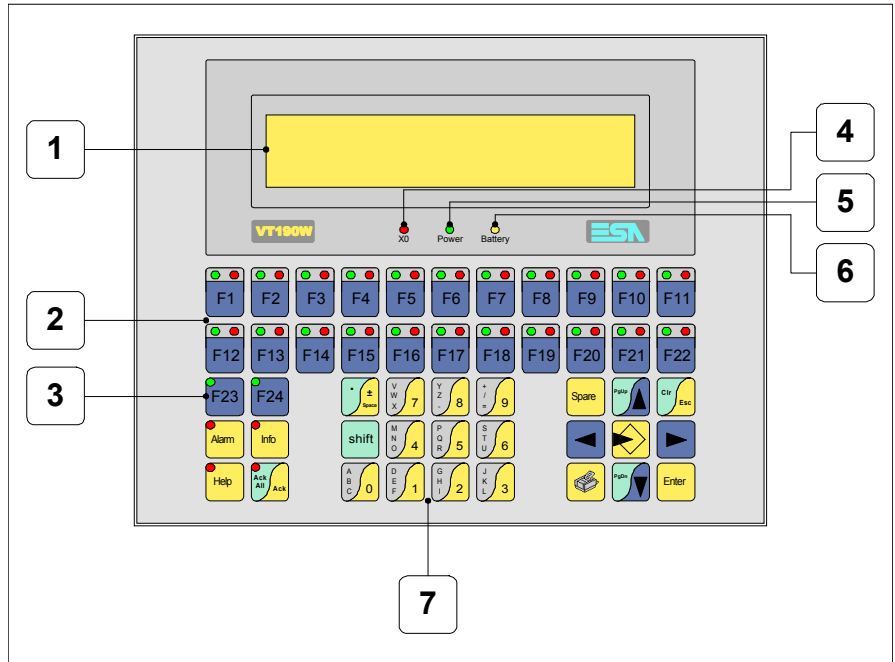 1
4
5
VT190W
X0 Power Battery
ESA
6
F1 F2 F3 F4 F5 F6 F7 F8 F9 F10 F11
2
F12 F13 F14 F15 F16 F17 F18 F19 F20 F21 F22
3
F23 F24
. ± Space
V W X 7
Y Z - 8
+ / = 9
Spare
PgUp
Clr Esc
Alarm Info
shift
M N O 4
P Q R 5
S T U 6
Help
Ack All Ack
A B C 0
D E F 1
G H I 2
J K L 3
PgDn
Enter
7